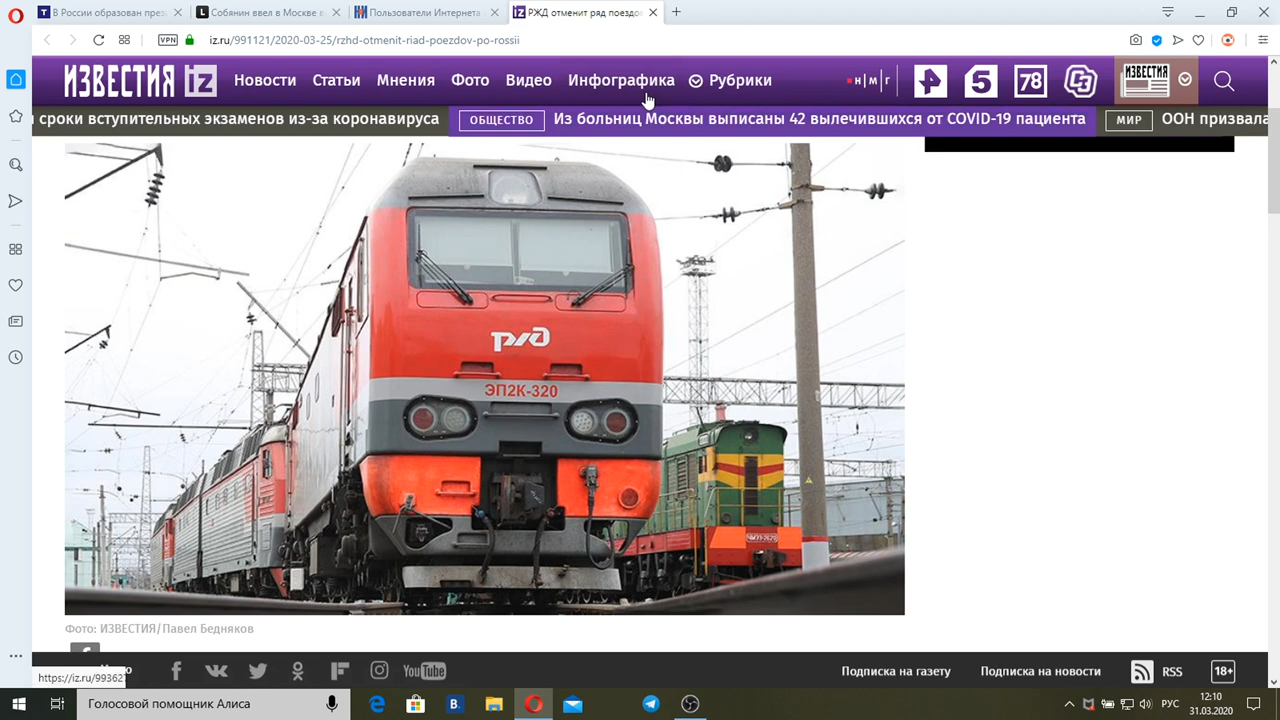 В России образован през
Собянин ввел в Москве в
Пользователи Интернета
РЖД отменит ряд поездо
VPN
iz.ru/991121/2020-03-25/rzhd-otmenit-riad-poezdov-po-rossii
ИЗВЕСТИЯ iz
Новости
Статьи
Мнения
Фото
Видео
Инфографика
Рубрики
н|м|г
5
78
ИЗВЕСТИЯ
и сроки вступительных экзаменов из-за коронавируса
ОБЩЕСТВО
Из больниц Москвы выписаны 42 вылечившихся от COVID-19 пациента
МИР
ООН призвала
ржд
ЭП2К-320
Фото: ИЗВЕСТИЯ/Павел Бедняков
YouTube
Подписка на газету
Подписка на новости
RSS
18+
https://iz.ru/99362
Голосовой помощник Алиса
РУС
12:10
31.03.2020